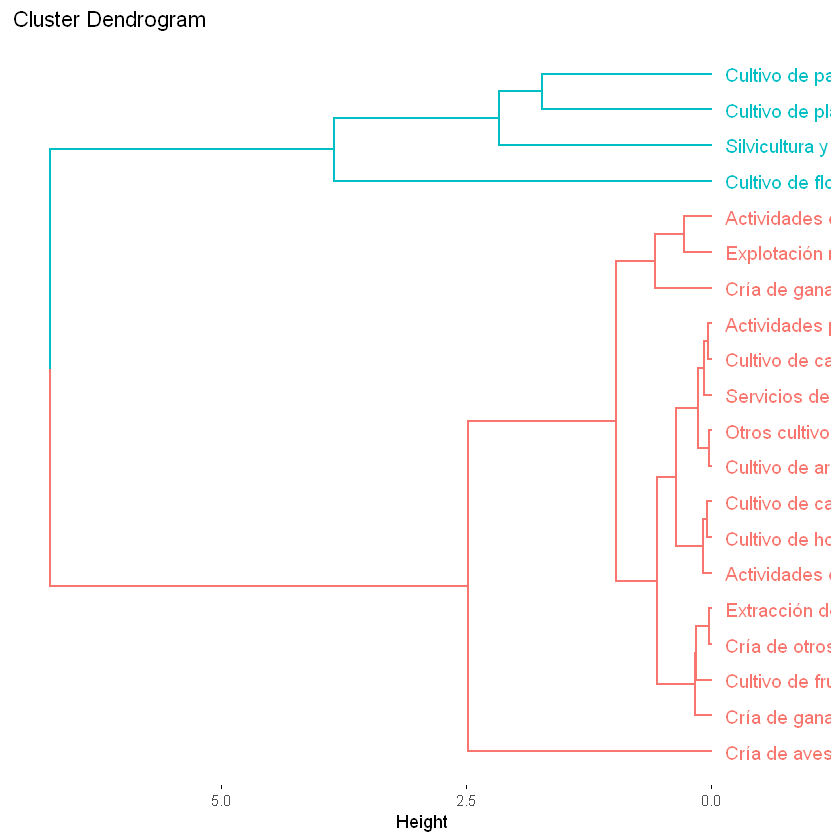 Cluster Dendrogram
Cultivo de pa
Cultivo de pl
Silvicultura y
Cultivo de flo
Actividades
Explotación
Cría de gana
Actividades
Cultivo de ca
Servicios de
Otros cultivo
Cultivo de ar
Cultivo de ca
Cultivo de ho
Actividades
Extracción d
Cría de otros
Cultivo de fru
Cría de gana
Cría de aves
5.0 2.5 0.0
Height